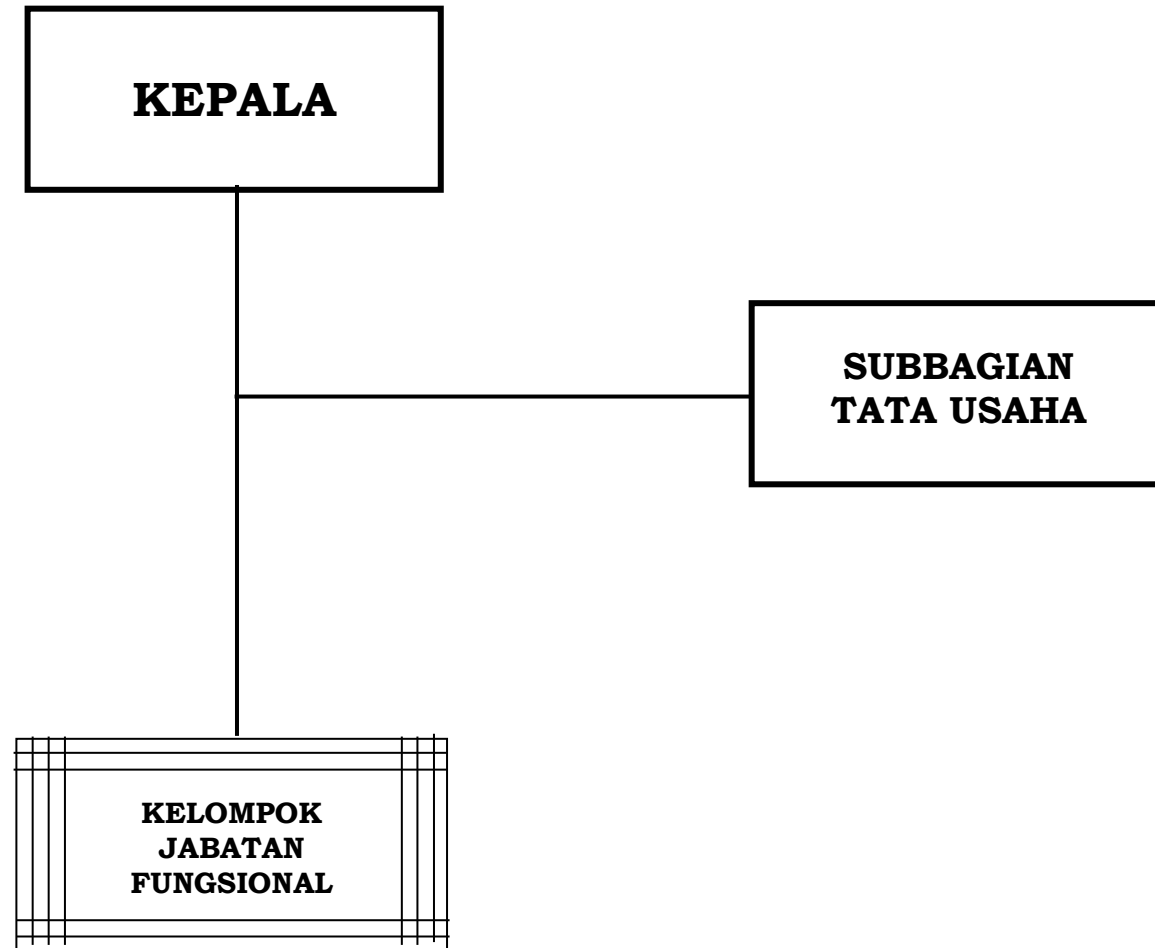 KEPALA
SUBBAGIAN
TATA USAHA
KELOMPOK
JABATAN
FUNGSIONAL